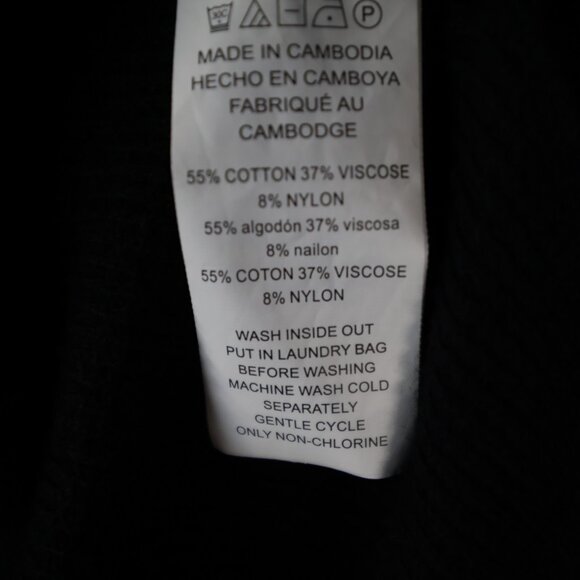 30C
P
MADE IN CAMBODIA
HECHO EN CAMBOYA
FABRIQUÉ AU
CAMBODGE
55% COTTON 37% VISCOSE
8% NYLON
55% algodón 37% viscosa
8% nailon
55% COTON 37% VISCOSE
8% NYLON
WASH INSIDE OUT
PUT IN LAUNDRY BAG
BEFORE WASHING
MACHINE WASH COLD
SEPARATELY
GENTLE CYCLE
ONLY NON-CHLORINE